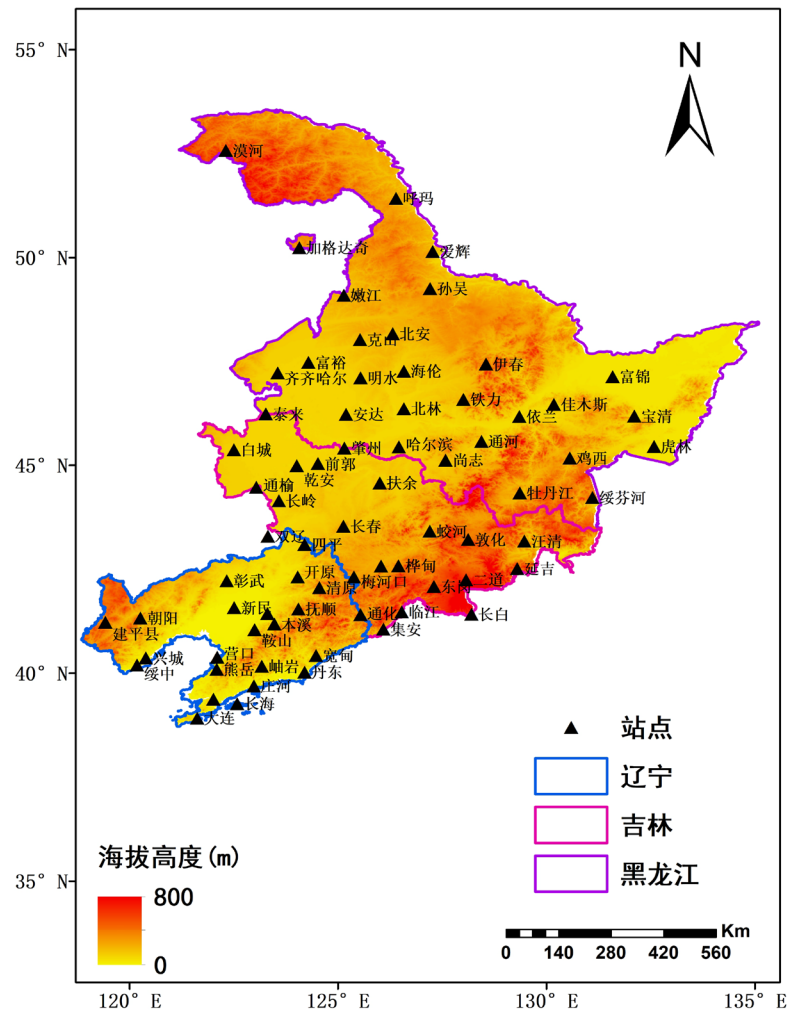 55° N
N
漠河
呼玛
50° N
加格达奇
爱辉
嫩江
孙吴
克山
北安
富裕
伊春
齐齐哈尔
明水
海伦
富锦
铁力
佳木斯
泰来
安达
北林
依兰
宝清
白城
肇州
哈尔滨
通河
虎林
45° N
前郭
尚志
鸡西
乾安
通榆
扶余
牡丹江
绥芬河
长岭
长春
蛟河
双辽
四平
敦化
汪清
开原
桦甸
延吉
彰武
清原
梅河口
东岗
二道
新民
抚顺
朝阳
本溪
通化
临江
长白
建平县
鞍山
集安
兴城
营口
宽甸
40° N
绥中
熊岳
岫岩
丹东
庄河
长海
大连
站点
辽宁
吉林
黑龙江
海拔高度(m)
800
0
35° N
Km
0 140 280 420 560
120° E 125° E 130° E 135° E